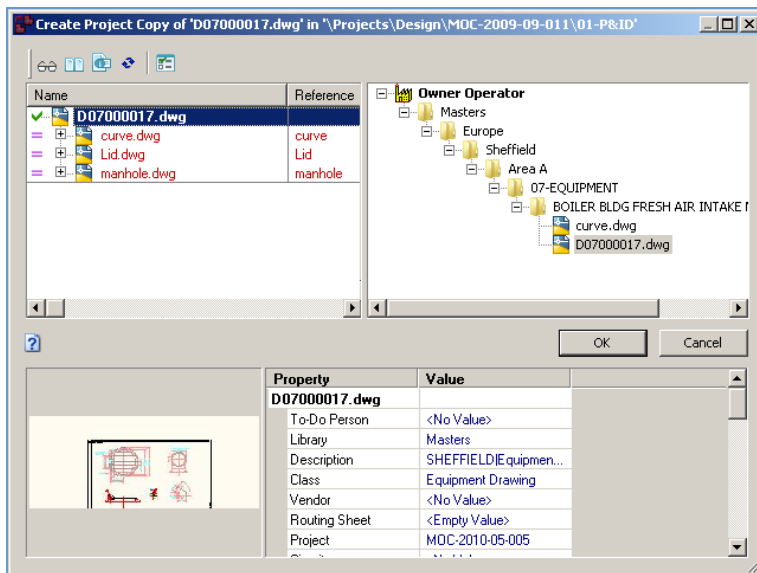 Create Project Copy of 'D07000017.dwg' in '\Projects\Design\MOC-2009-09-011\01-P&ID'
Name Reference
D07000017.dwg
curve.dwg curve
Lid.dwg Lid
manhole.dwg manhole
Owner Operator
Masters
Europe
Sheffield
Area A
07-EQUIPMENT
BOILER BLDG FRESH AIR INTAKE
curve.dwg
D07000017.dwg
OK Cancel
Property Value
D07000017.dwg
To-Do Person <No Value>
Library Masters
Description SHEFFIELD|Equipmen...
Class Equipment Drawing
Vendor <No Value>
Routing Sheet <Empty Value>
Project MOC-2010-05-005